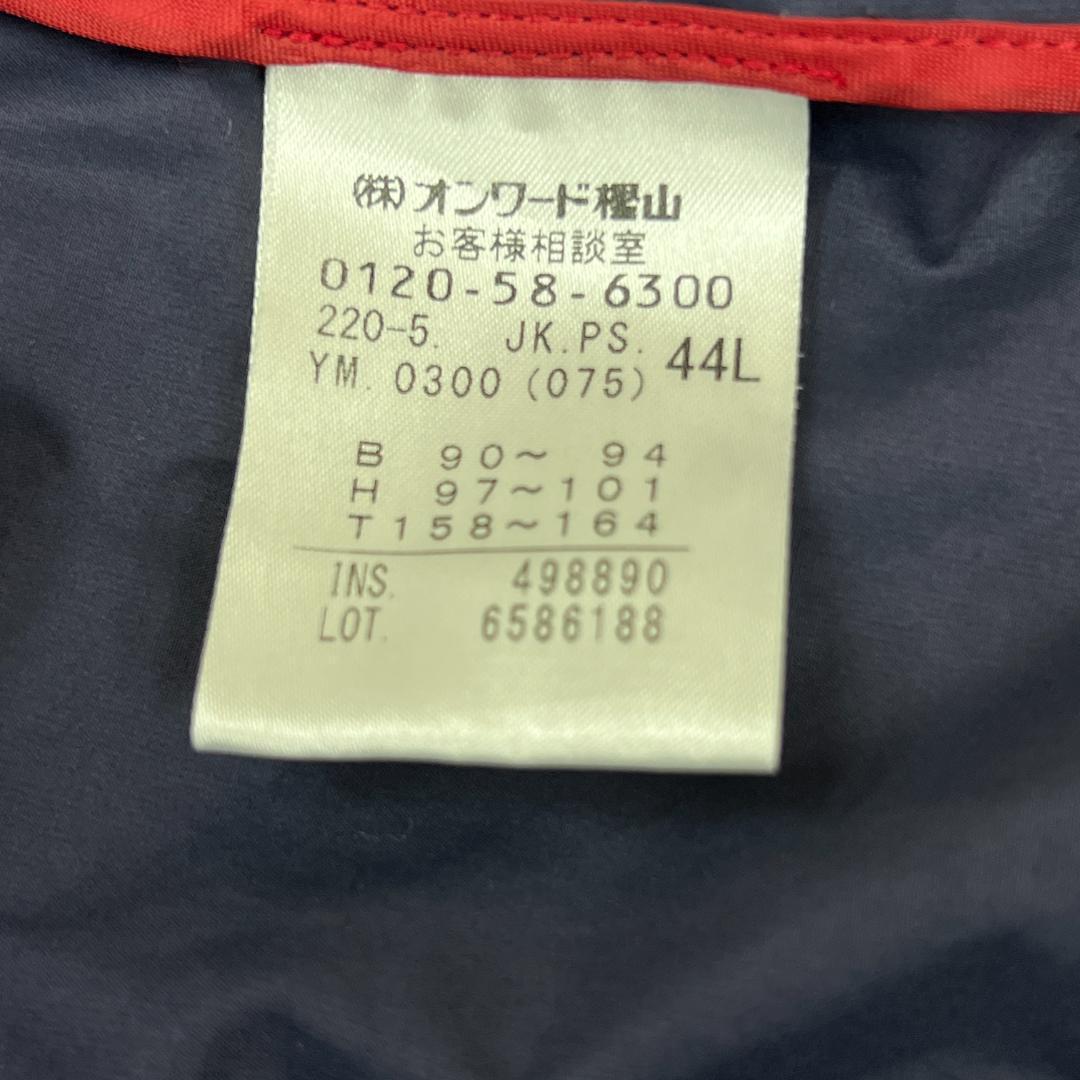 (株)オンワード樫山
お客様相談室
0120-58-6300
220-5. JK.PS. 44L
YM. 0300 (075)
B 90～ 94
H 97～101
T158～164
INS. 498890
LOT. 6586188